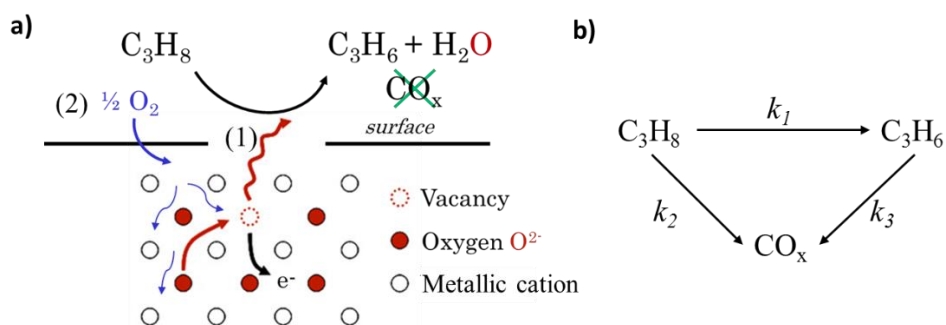 a)
C₃H₈
C₃H₆ + H₂O
COₓ
(2) ½ O₂
(1)
surface
Vacancy
Oxygen O²⁻
e⁻
Metallic cation
b)
k₁
C₃H₈
C₃H₆
k₂
k₃
COₓ